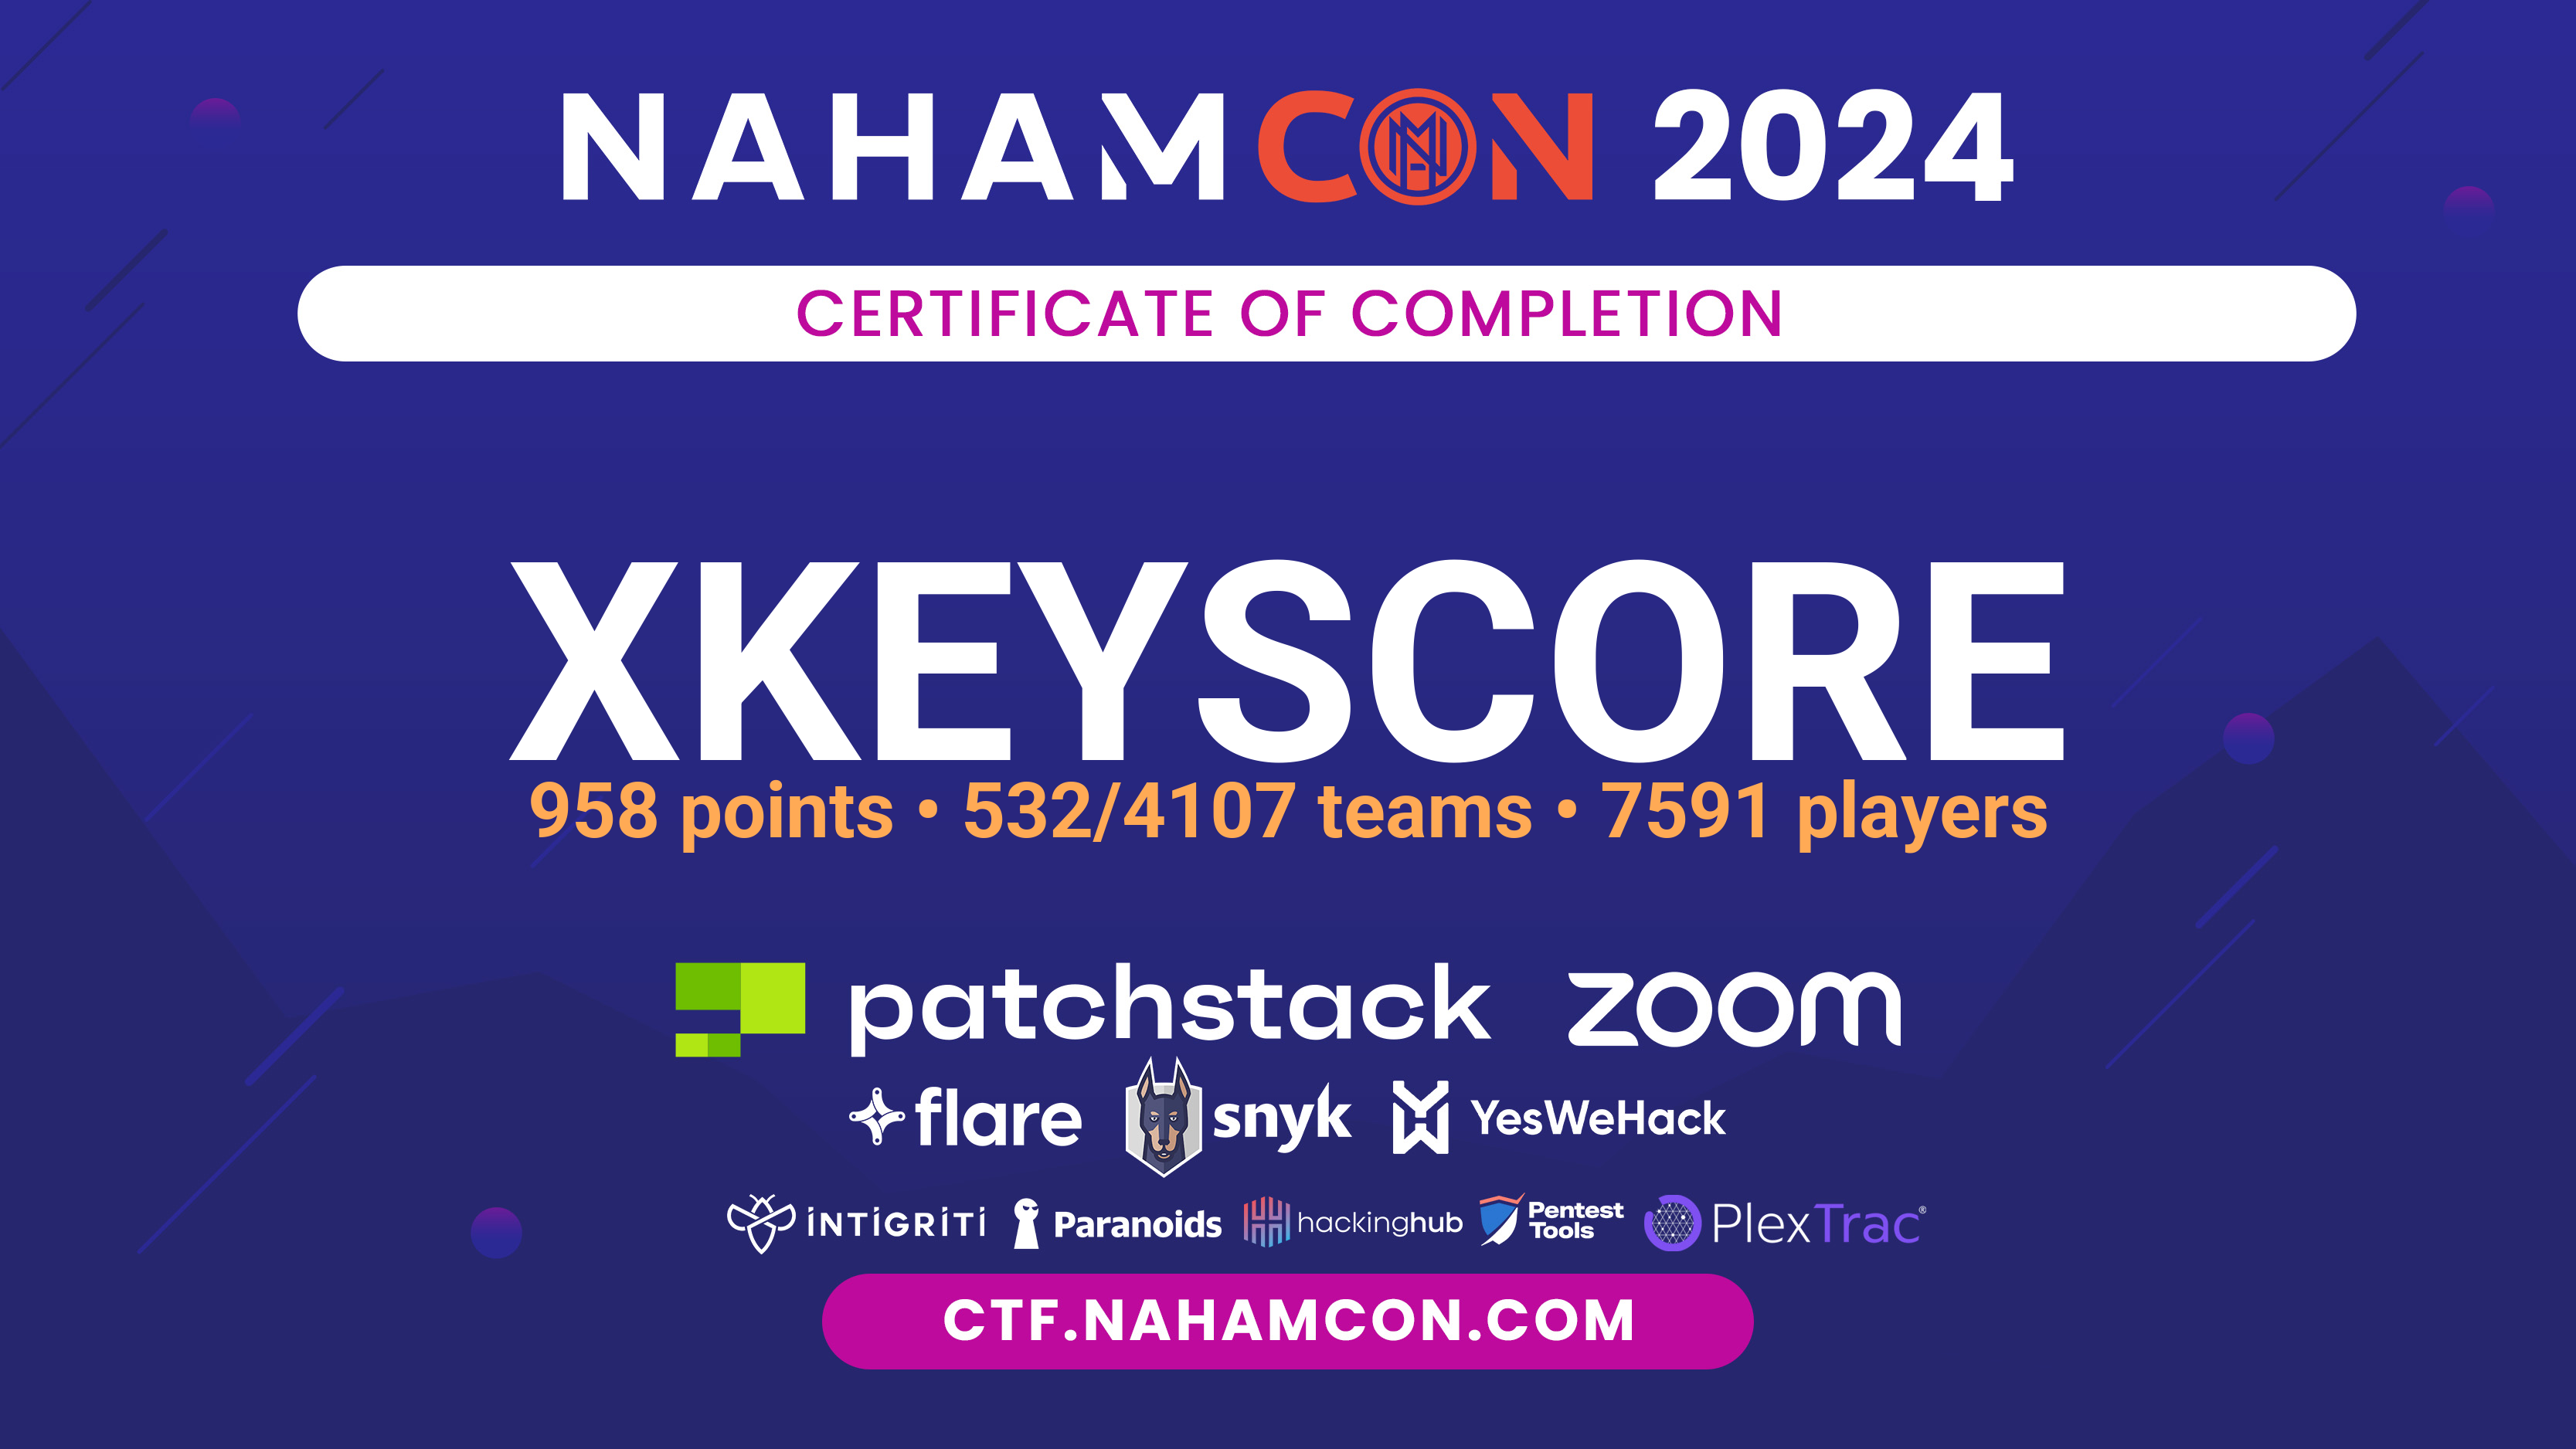 NAHAMCON 2024
CERTIFICATE OF COMPLETION
XKEYSCORE
958 points • 532/4107 teams • 7591 players
patchstack zoom
flare snyk YesWeHack
INTIGRITI Paranoids hackinghub Pentest Tools PlexTrac®
CTF.NAHAMCON.COM